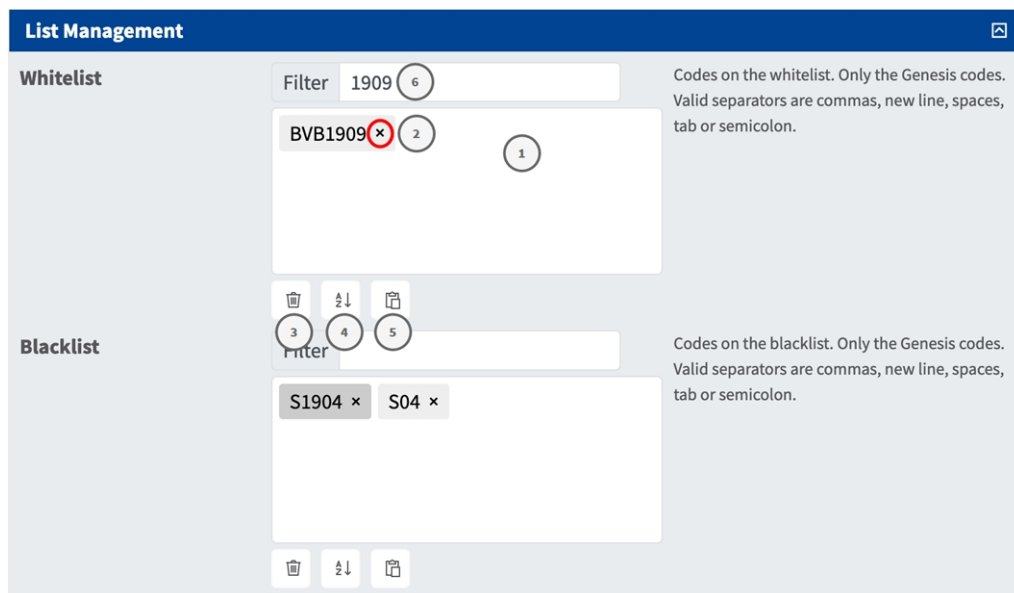 List Management
Whitelist
Filter 1909 6
Codes on the whitelist. Only the Genesis codes.
Valid separators are commas, new line, spaces,
tab or semicolon.
BVB1909 × 2
1
3 4 5
Blacklist
Filter
Codes on the blacklist. Only the Genesis codes.
Valid separators are commas, new line, spaces,
tab or semicolon.
S1904 × S04 ×